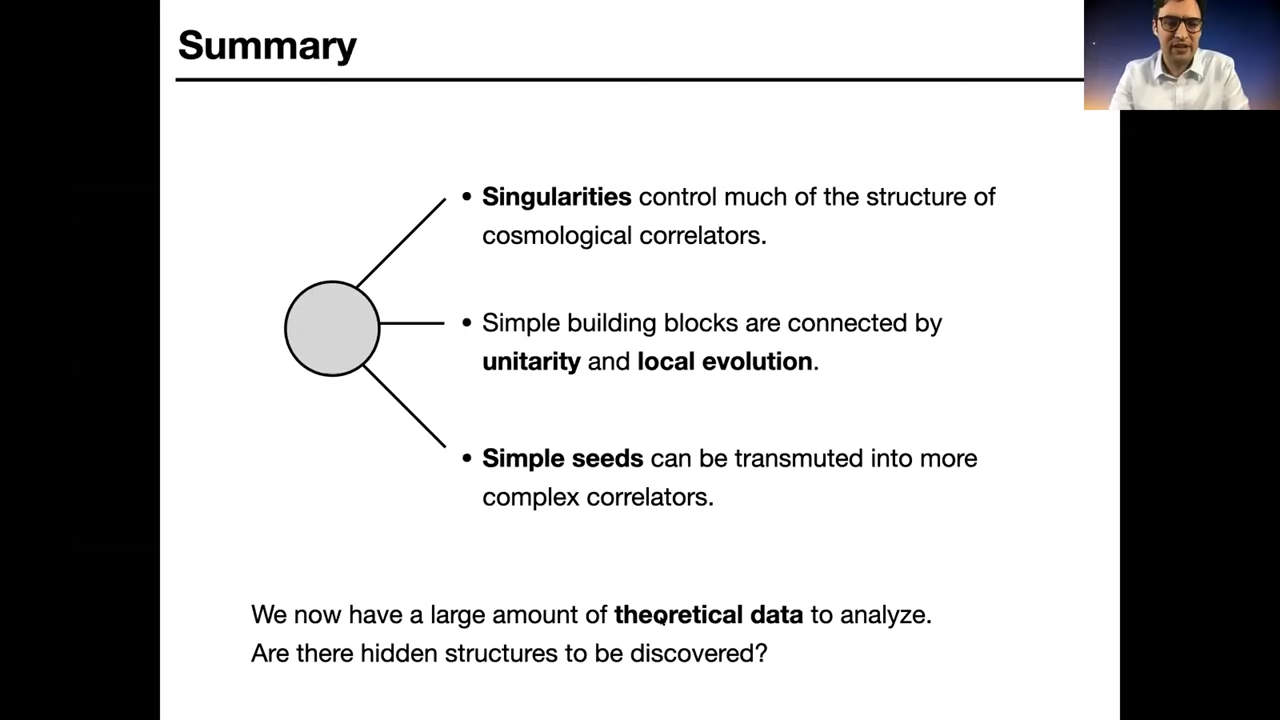 Summary
• Singularities control much of the structure of
cosmological correlators.
• Simple building blocks are connected by
unitarity and local evolution.
• Simple seeds can be transmuted into more
complex correlators.
We now have a large amount of theoretical data to analyze.
Are there hidden structures to be discovered?